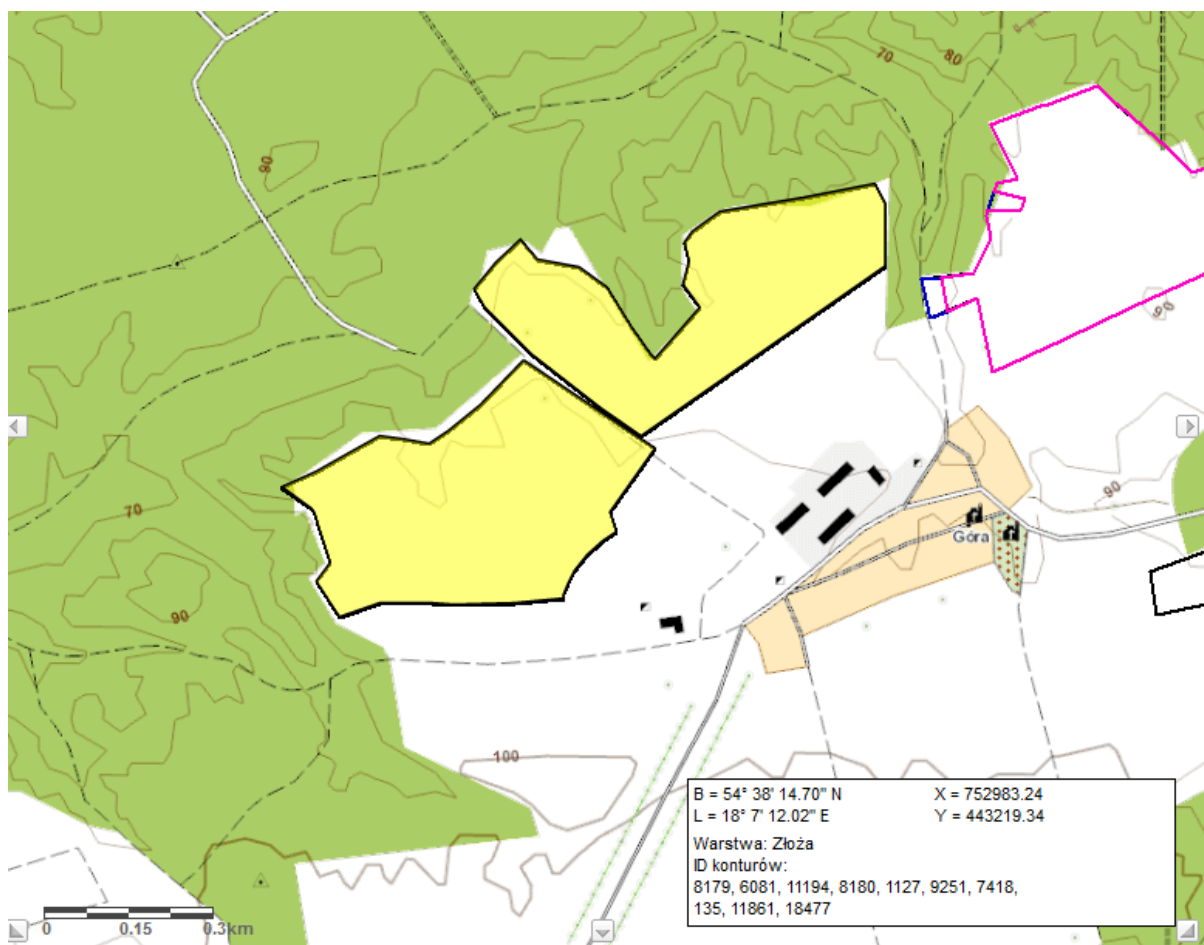 70
80
90
90
70
Góra
90
90
100
B = 54° 38' 14.70" N X = 752983.24
L = 18° 7' 12.02" E Y = 443219.34
Warstwa: Złoża
ID konturów:
8179, 6081, 11194, 8180, 1127, 9251, 7418,
135, 11861, 18477
0 0.15 0.3km